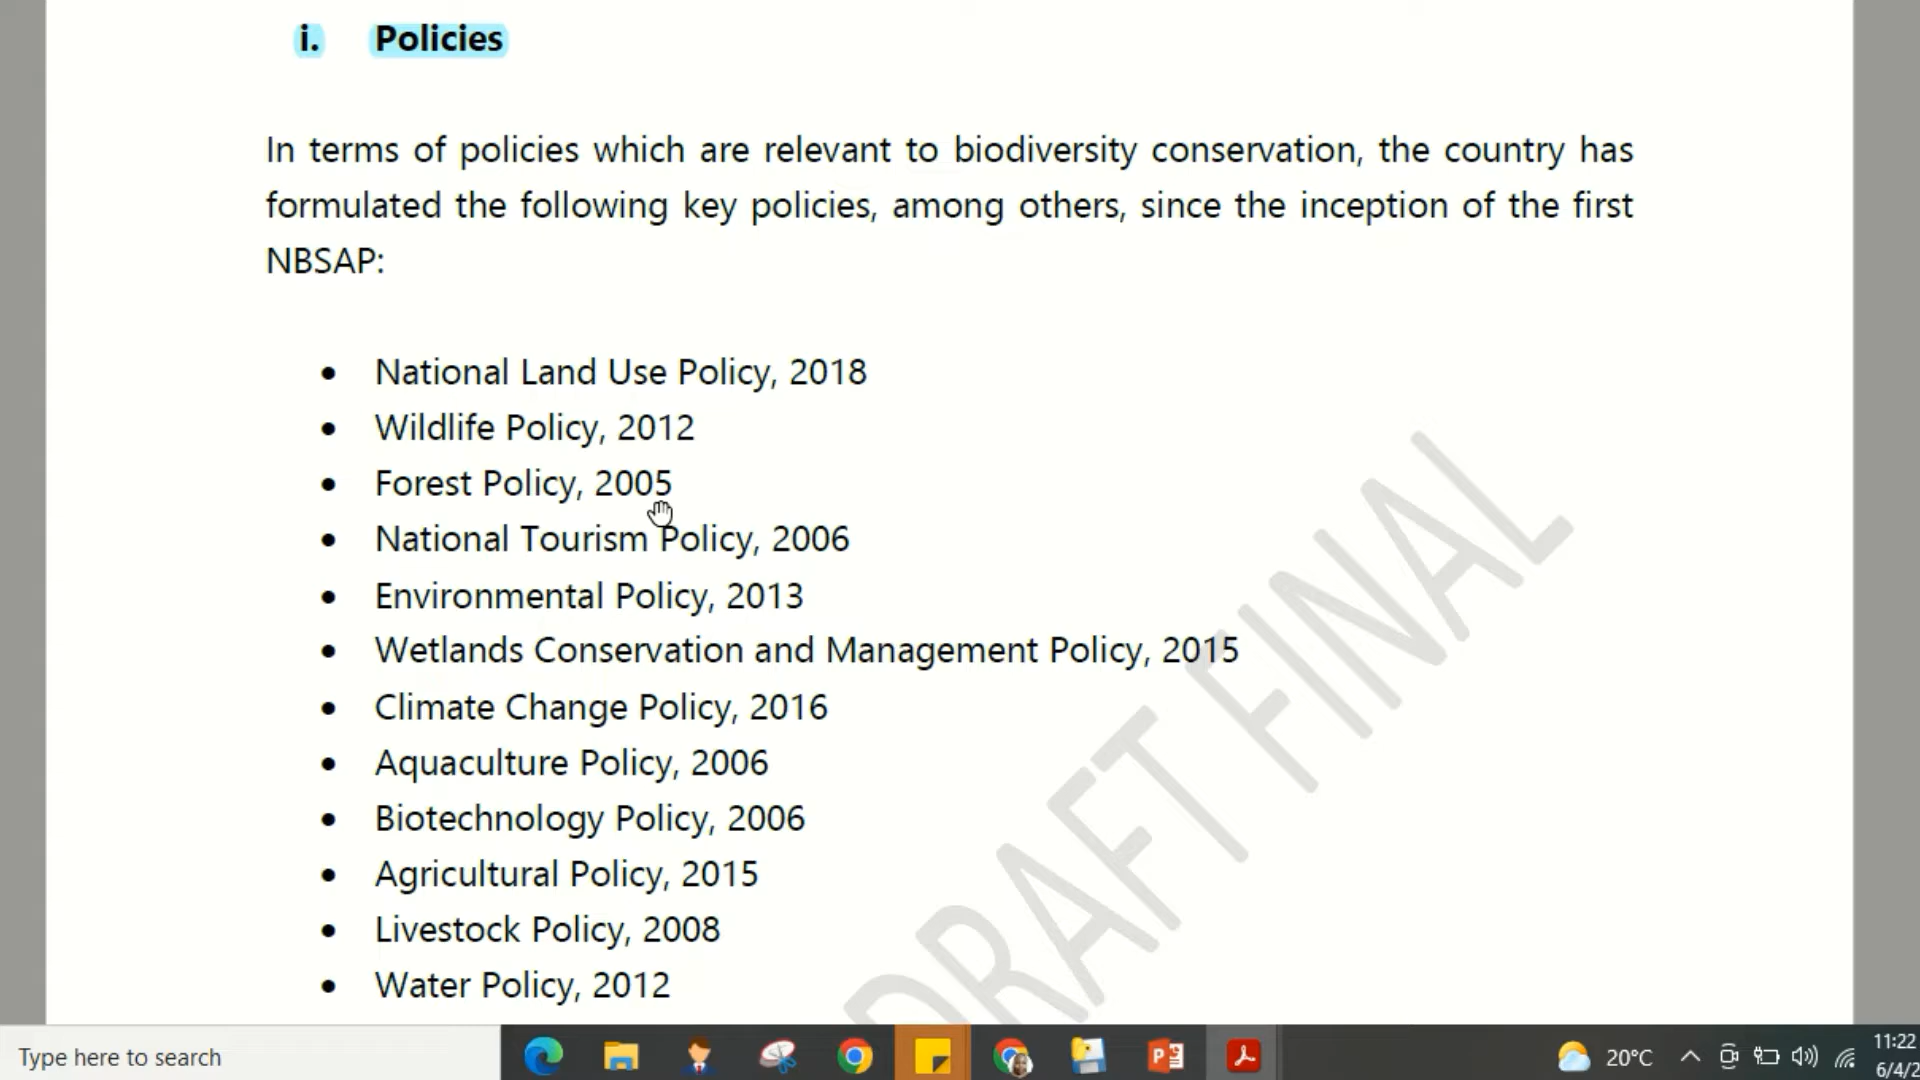 i. Policies
In terms of policies which are relevant to biodiversity conservation, the country has
formulated the following key policies, among others, since the inception of the first
NBSAP:
• National Land Use Policy, 2018
• Wildlife Policy, 2012
• Forest Policy, 2005
• National Tourism Policy, 2006
• Environmental Policy, 2013
• Wetlands Conservation and Management Policy, 2015
• Climate Change Policy, 2016
• Aquaculture Policy, 2006
• Biotechnology Policy, 2006
• Agricultural Policy, 2015
• Livestock Policy, 2008
• Water Policy, 2012
DRAFT FINAL
Type here to search
20°C
11:22
6/4/2